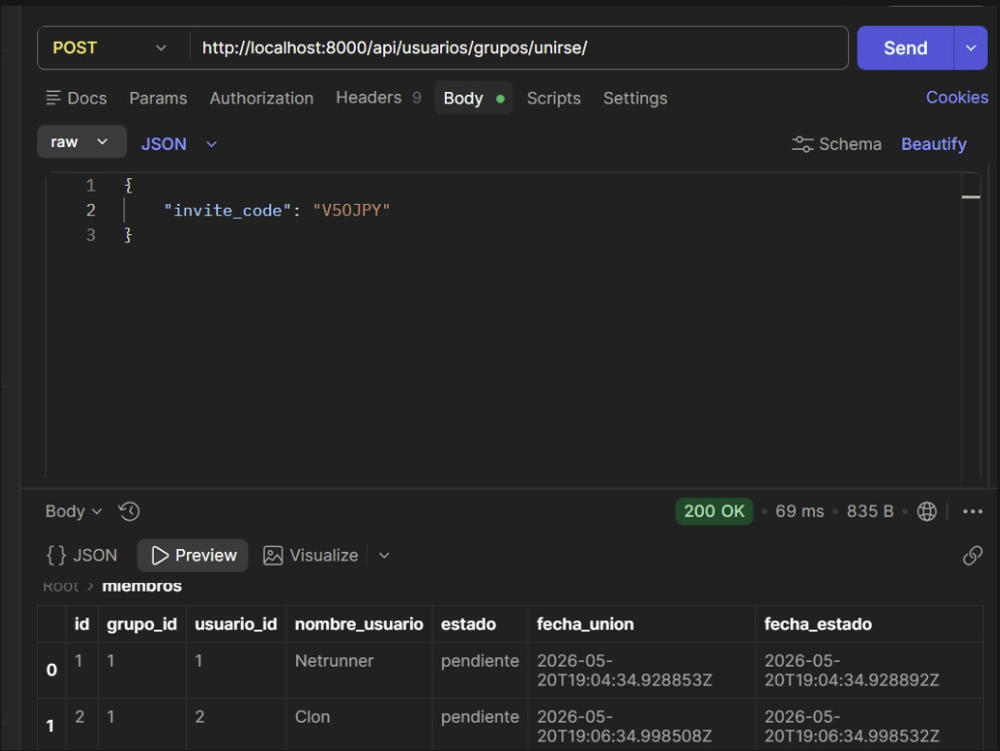 POST http://localhost:8000/api/usuarios/grupos/unirse/ Send
Docs Params Authorization Headers 9 Body Scripts Settings Cookies
raw JSON Schema Beautify
1 {
2 "invite_code": "V5OJPY"
3 }
Body 200 OK • 69 ms • 835 B
{} JSON Preview Visualize
Root > miembros
id grupo_id usuario_id nombre_usuario estado fecha_union fecha_estado
0 1 1 1 Netrunner pendiente 2026-05-20T19:04:34.928853Z 2026-05-20T19:04:34.928892Z
1 2 1 2 Clon pendiente 2026-05-20T19:06:34.998508Z 2026-05-20T19:06:34.998532Z